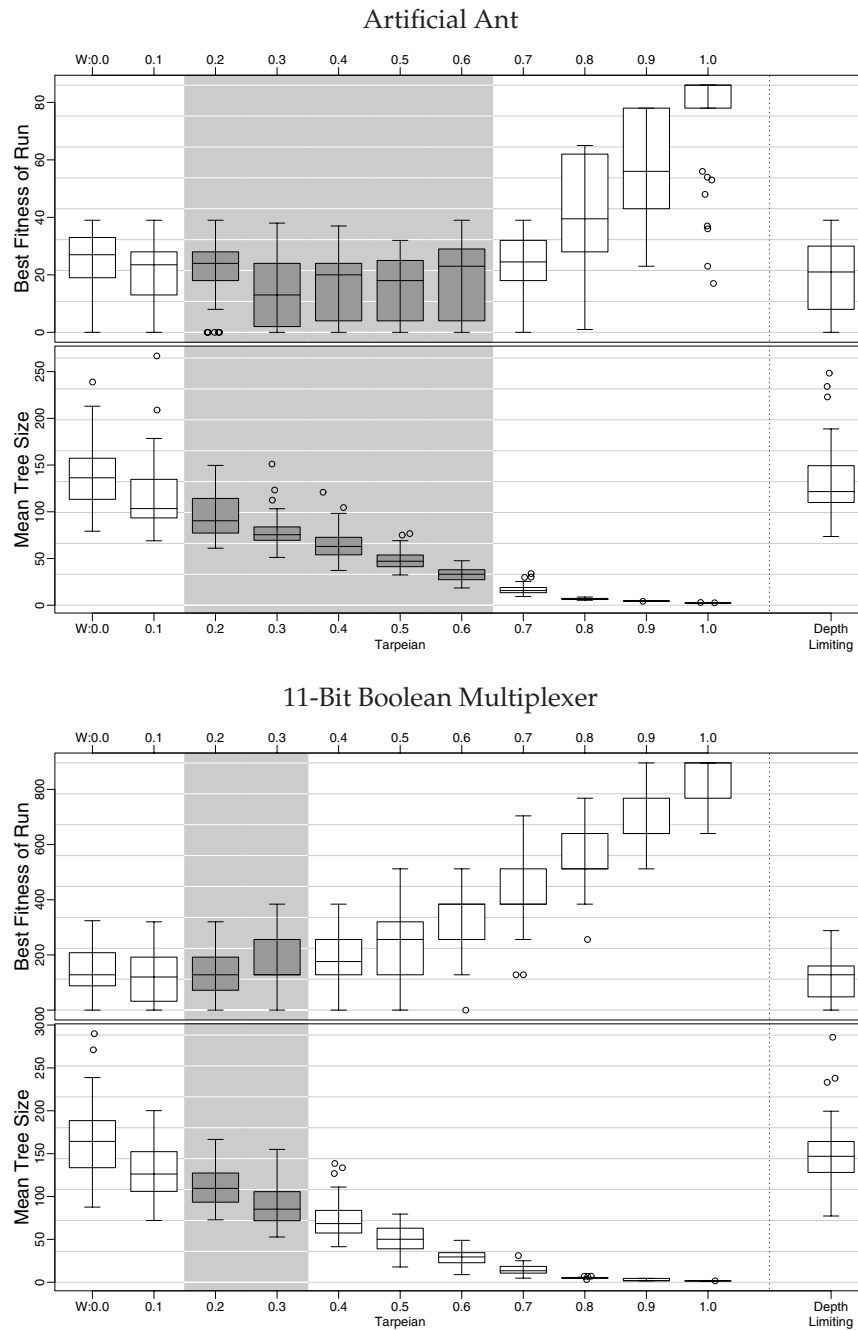 Artificial Ant
W:0.0 0.1 0.2 0.3 0.4 0.5 0.6 0.7 0.8 0.9 1.0
Best Fitness of Run
80
60
40
20
0
Mean Tree Size
250
200
150
100
50
0
W:0.0 0.1 0.2 0.3 0.4 0.5 0.6 0.7 0.8 0.9 1.0 Depth
Tarpeian Limiting
11-Bit Boolean Multiplexer
W:0.0 0.1 0.2 0.3 0.4 0.5 0.6 0.7 0.8 0.9 1.0
Best Fitness of Run
800
600
400
200
0
Mean Tree Size
300
250
200
150
100
50
0
W:0.0 0.1 0.2 0.3 0.4 0.5 0.6 0.7 0.8 0.9 1.0 Depth
Tarpeian Limiting